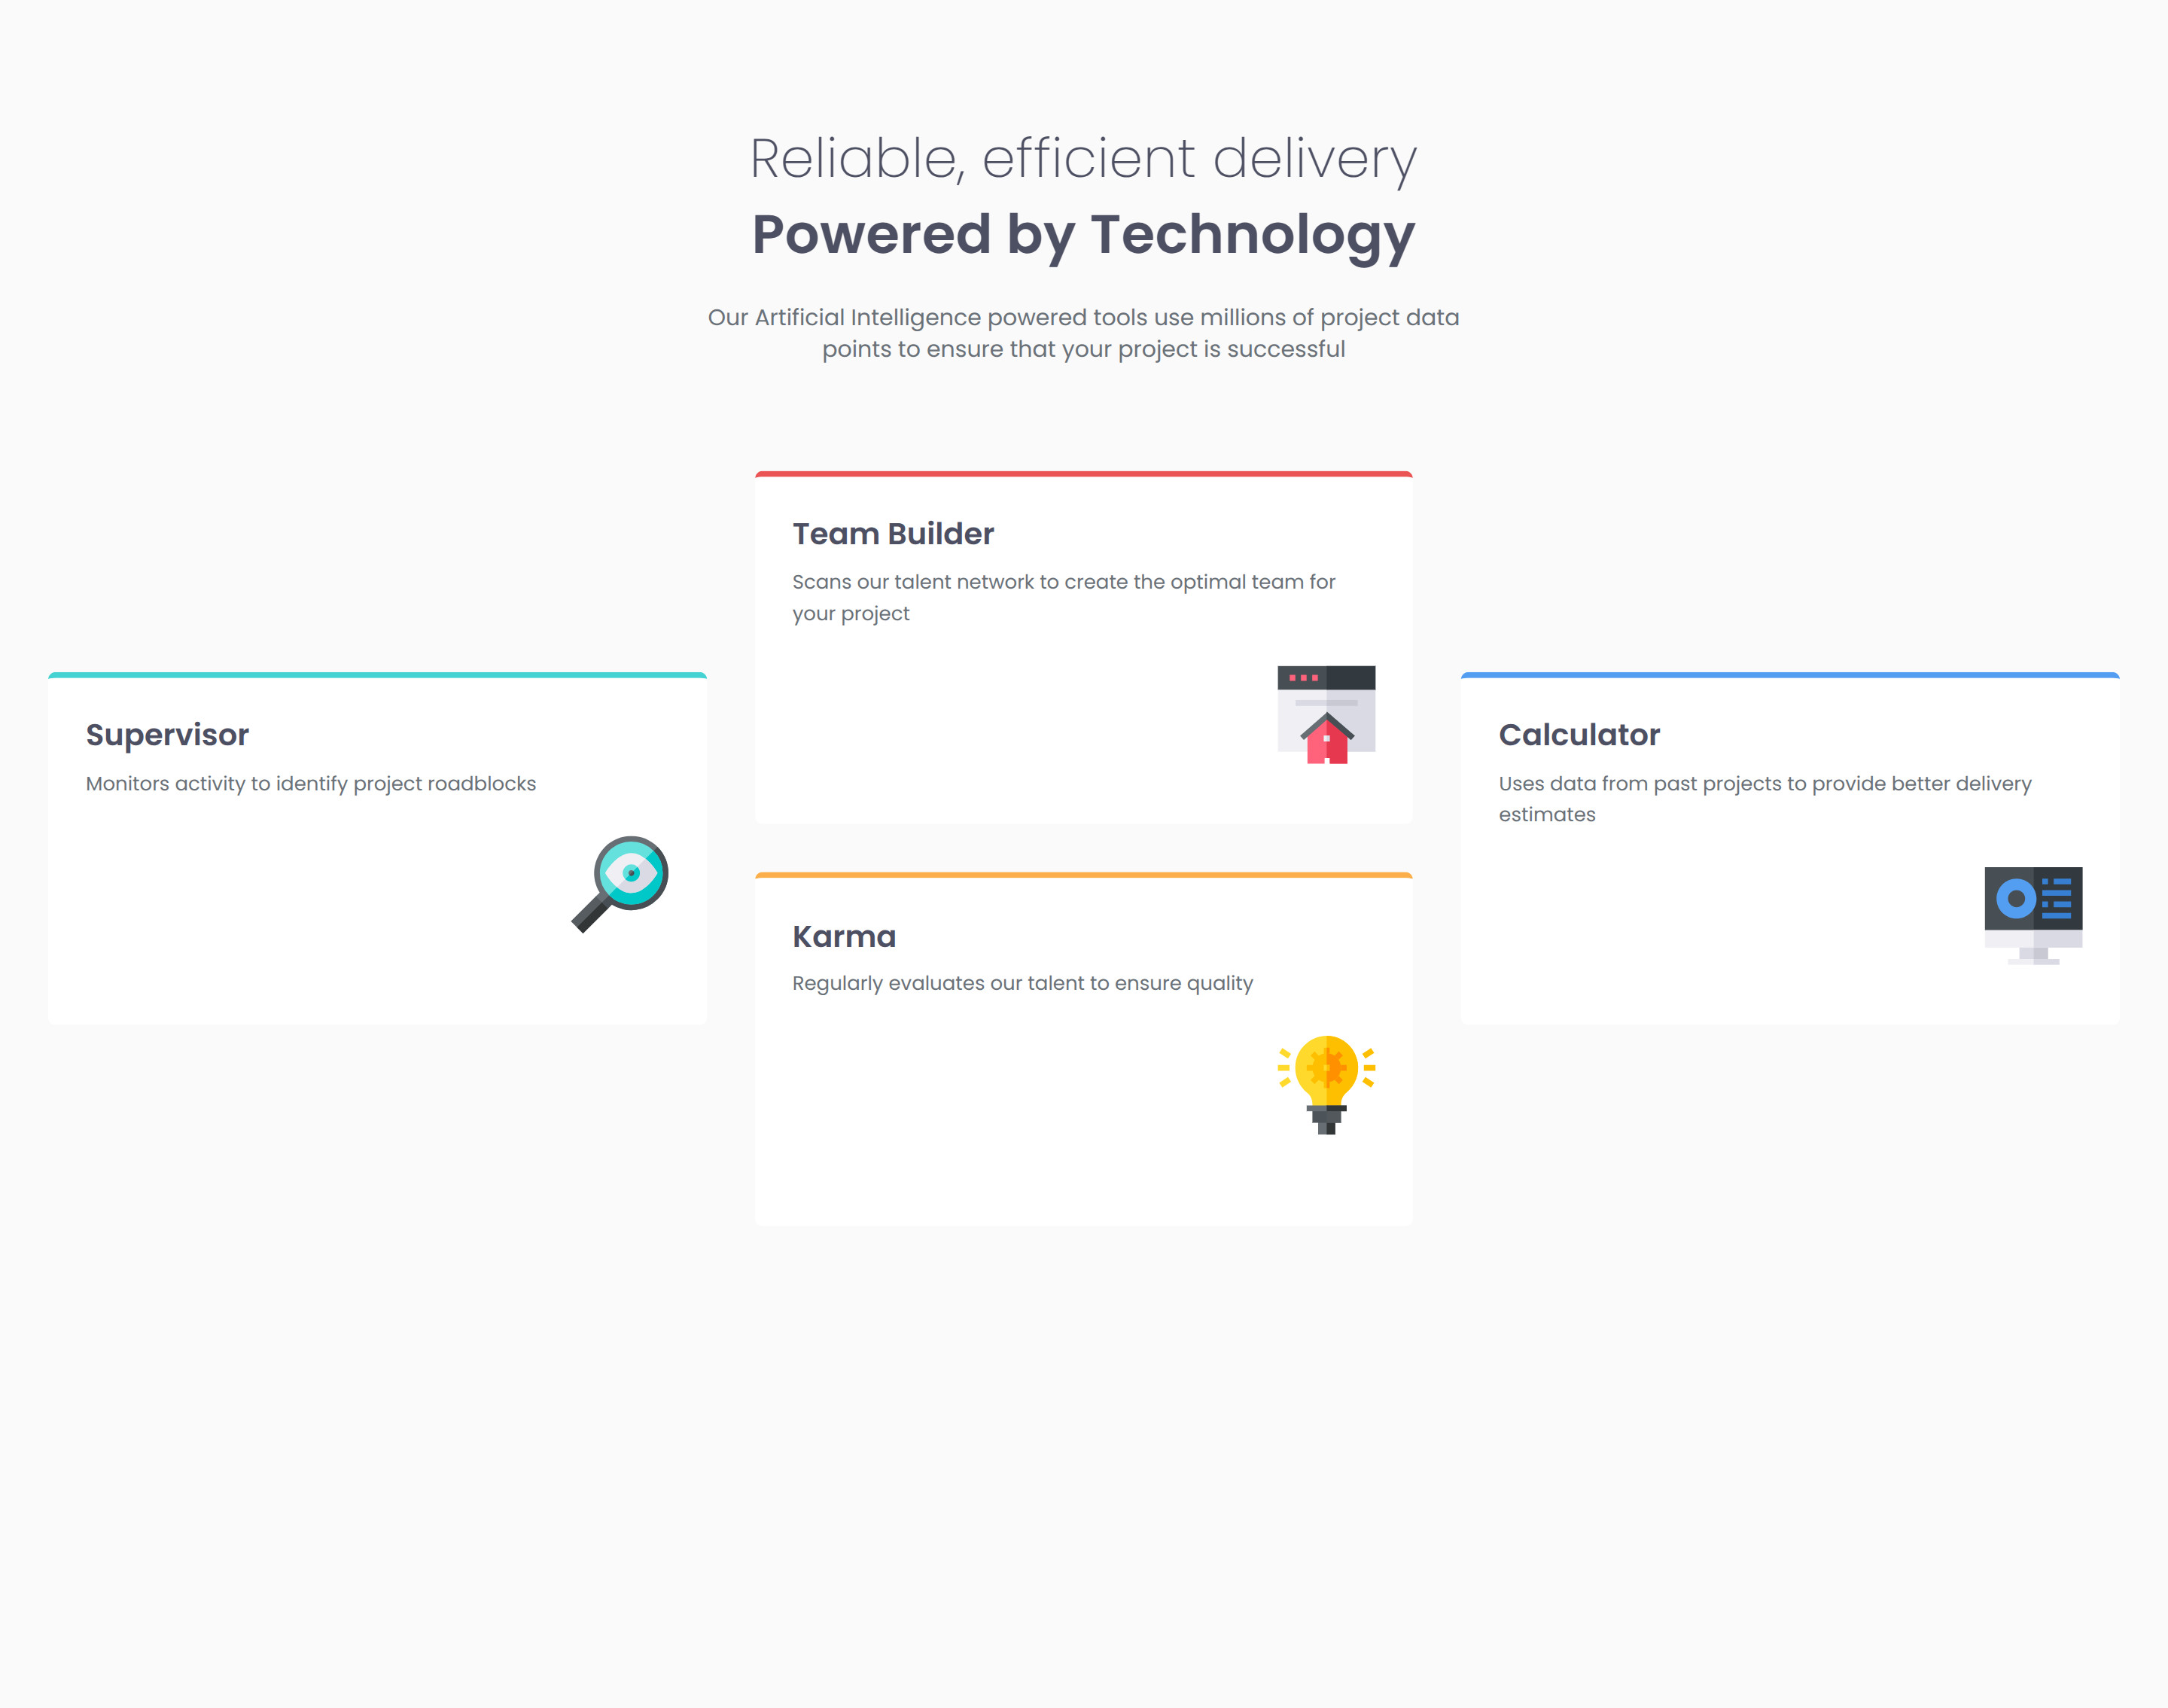 Reliable, efficient delivery
Powered by Technology
Our Artificial Intelligence powered tools use millions of project data
points to ensure that your project is successful
Supervisor
Monitors activity to identify project roadblocks
Team Builder
Scans our talent network to create the optimal team for
your project
Karma
Regularly evaluates our talent to ensure quality
Calculator
Uses data from past projects to provide better delivery
estimates